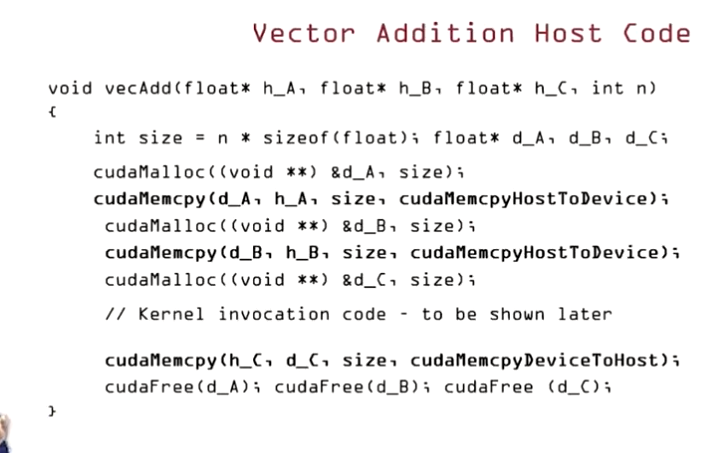 Vector Addition Host Code
void vecAdd(float* h_A, float* h_B, float* h_C, int n)
{
int size = n * sizeof(float); float* d_A, d_B, d_C;
cudaMalloc((void **) &d_A, size);
cudaMemcpy(d_A, h_A, size, cudaMemcpyHostToDevice);
cudaMalloc((void **) &d_B, size);
cudaMemcpy(d_B, h_B, size, cudaMemcpyHostToDevice);
cudaMalloc((void **) &d_C, size);
// Kernel invocation code - to be shown later
cudaMemcpy(h_C, d_C, size, cudaMemcpyDeviceToHost);
cudaFree(d_A); cudaFree(d_B); cudaFree (d_C);
}